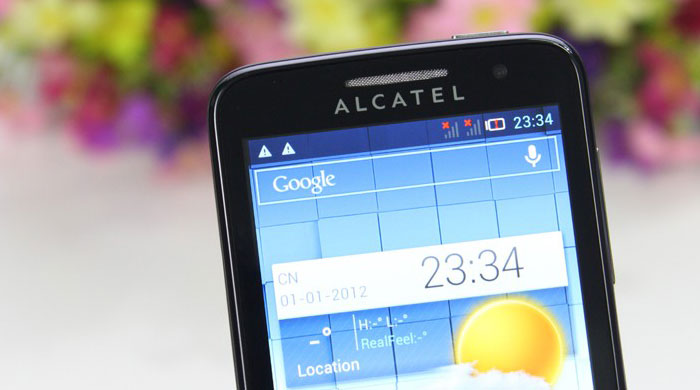 ALCATEL
23:34
Google
CN
23:34
01-01-2012
-°
H:-° L:-°
RealFeel:-°
Location